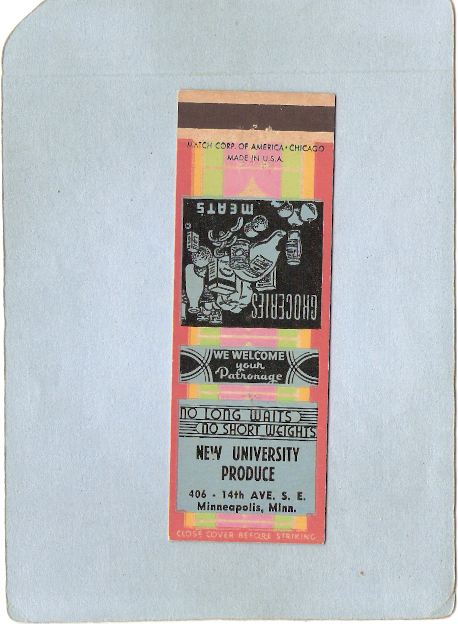 MATCH CORP. OF AMERICA • CHICAGO
MADE IN U.S.A.
MEATS
GROCERIES
WE WELCOME
your
Patronage
NO LONG WAITS
NO SHORT WEIGHTS
NEW UNIVERSITY
PRODUCE
406 - 14th AVE. S. E.
Minneapolis, Minn.
CLOSE COVER BEFORE STRIKING